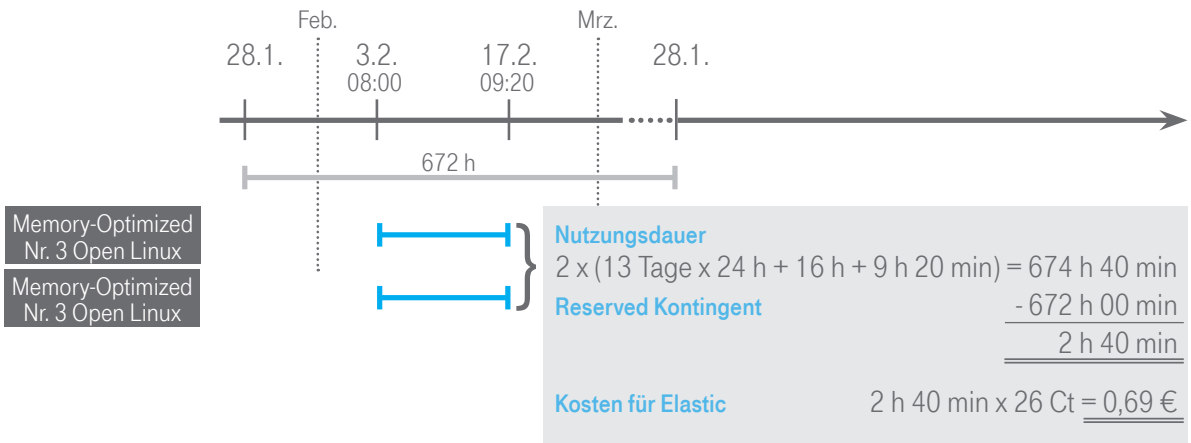 Feb.
Mrz.
28.1.
3.2.
17.2.
28.1.
08:00
09:20
672 h
Memory-Optimized
Nr. 3 Open Linux
Memory-Optimized
Nr. 3 Open Linux
Nutzungsdauer
2 x (13 Tage x 24 h + 16 h + 9 h 20 min) = 674 h 40 min
Reserved Kontingent - 672 h 00 min
2 h 40 min
Kosten für Elastic 2 h 40 min x 26 Ct = 0,69 €